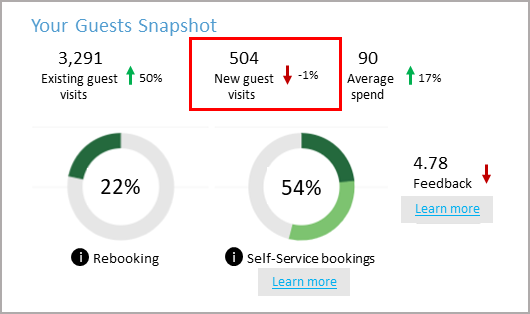 Your Guests Snapshot
3,291
Existing guest
visits
50%
504
New guest
visits
-1%
90
Average
spend
17%
22%
i Rebooking
54%
i Self-Service bookings
Learn more
4.78
Feedback
Learn more